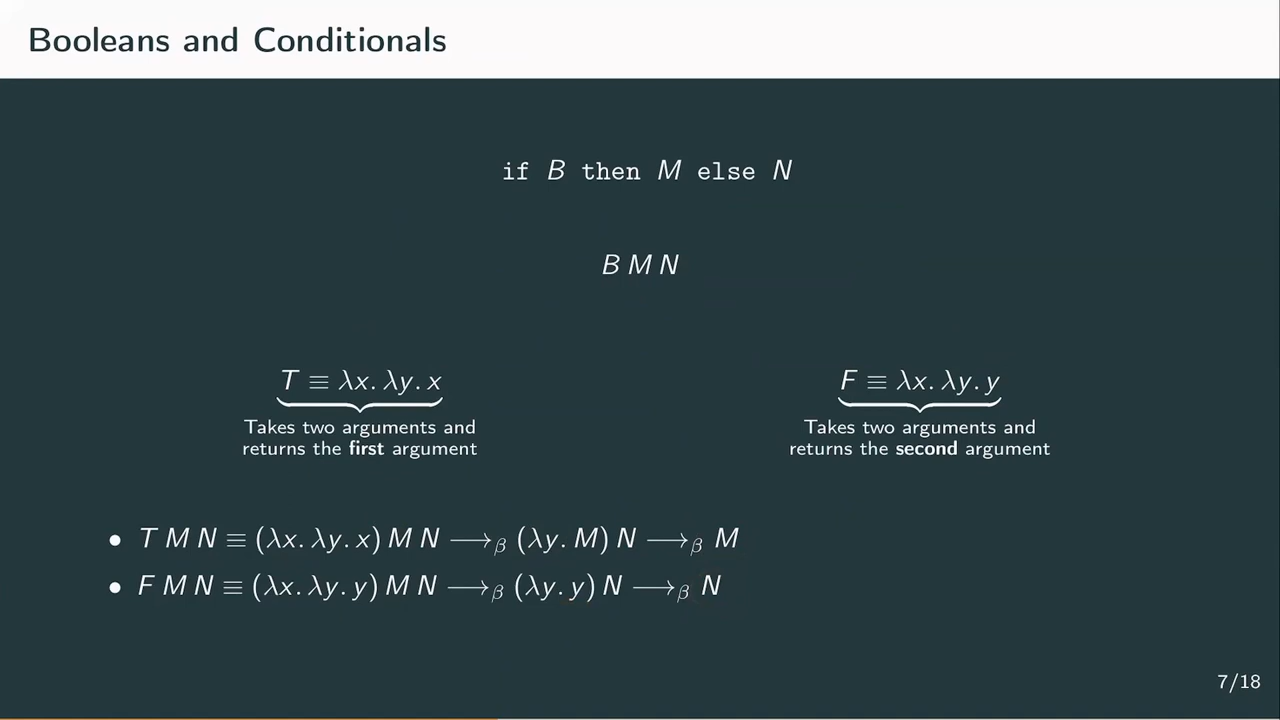 Booleans and Conditionals
if B then M else N
B M N
T ≡ λx. λy. x
Takes two arguments and
returns the first argument
F ≡ λx. λy. y
Takes two arguments and
returns the second argument
• T M N ≡ (λx. λy. x) M N ⟶β (λy. M) N ⟶β M
• F M N ≡ (λx. λy. y) M N ⟶β (λy. y) N ⟶β N
7/18